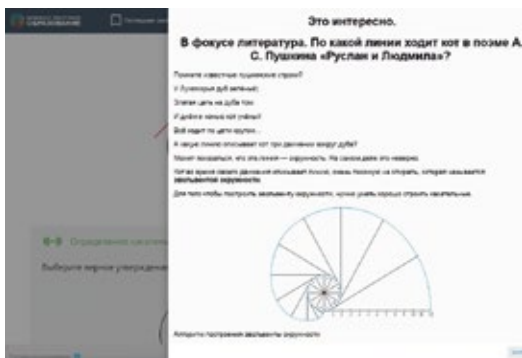 ОБРАЗОВАНИЕ
Это интересно.
В фокусе литература. По какой линии ходит кот в поэме А.
С. Пушкина «Руслан и Людмила»?
Помните известные пушкинские строки?
У Лукоморья дуб зелёный;
Златая цепь на дубе том:
И днём и ночью кот учёный
Всё ходит по цепи кругом...
А какую линию описывает кот при движении вокруг дуба?
Может показаться, что эта линия — окружность. На самом деле это неверно.
Кот во время своего движения описывает линию, очень похожую на спираль, которая называется
эвольвентой окружности.
Для того чтобы построить эвольвенту окружности, нужно уметь хорошо строить касательные.
Определение касательной
Выберите верное утверждение
Алгоритм построения эвольвенты окружности